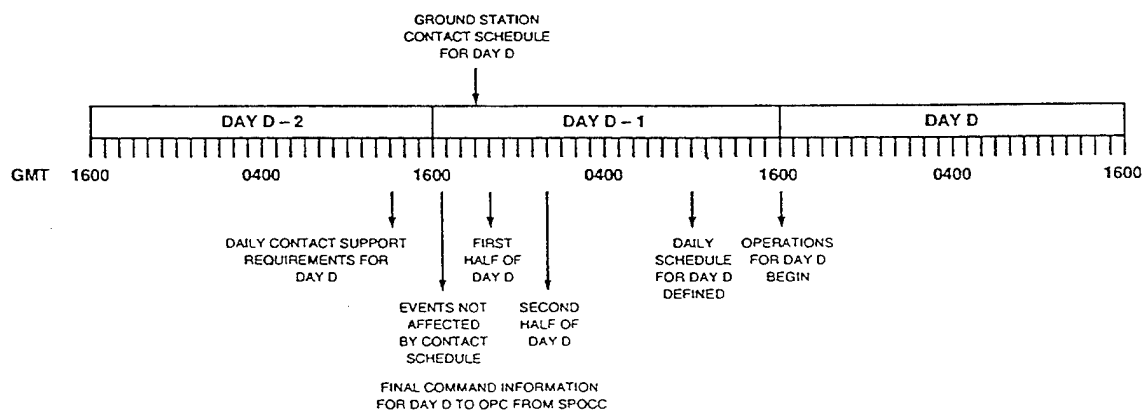 GROUND STATION
CONTACT SCHEDULE
FOR DAY D
DAY D – 2
DAY D – 1
DAY D
GMT 1600 0400 1600 0400 1600 0400 1600
DAILY CONTACT SUPPORT
REQUIREMENTS FOR
DAY D
FIRST
HALF OF
DAY D
DAILY
SCHEDULE
FOR DAY D
DEFINED
OPERATIONS
FOR DAY D
BEGIN
EVENTS NOT
AFFECTED
BY CONTACT
SCHEDULE
SECOND
HALF OF
DAY D
FINAL COMMAND INFORMATION
FOR DAY D TO OPC FROM SPOCC